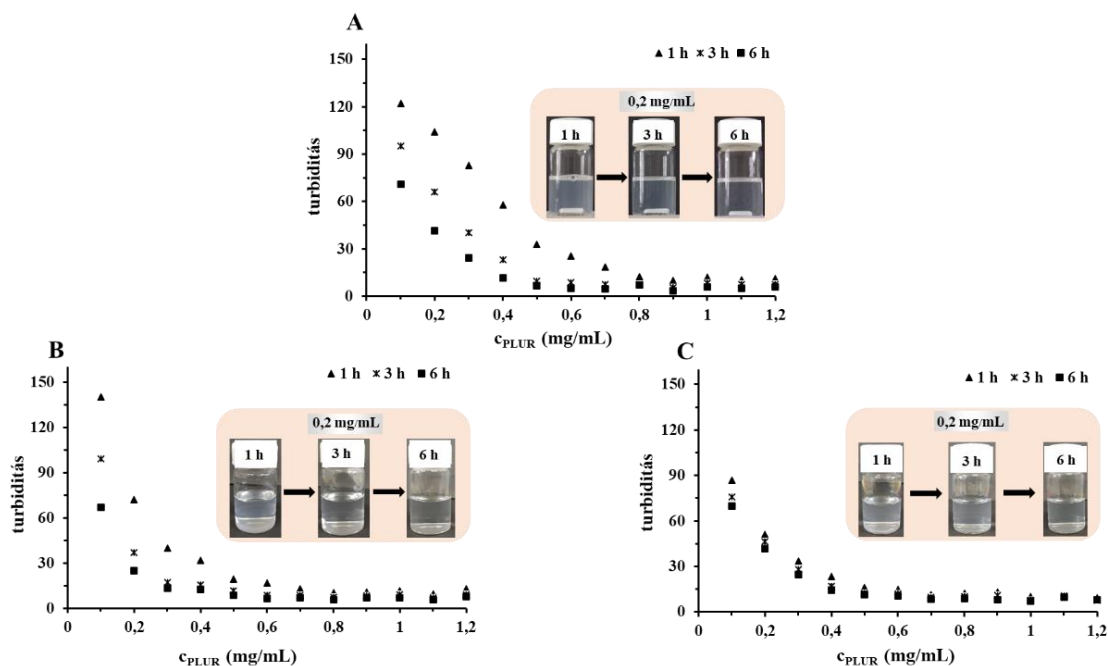 A
▲ 1 h ✶ 3 h ■ 6 h
150
120
90
60
30
0
turbiditás
0,2 mg/mL
1 h 3 h 6 h
0 0,2 0,4 0,6 0,8 1 1,2
cPLUR (mg/mL)
B
▲ 1 h ✶ 3 h ■ 6 h
150
120
90
60
30
0
turbiditás
0,2 mg/mL
1 h 3 h 6 h
0 0,2 0,4 0,6 0,8 1 1,2
cPLUR (mg/mL)
C
▲ 1 h ✶ 3 h ■ 6 h
150
120
90
60
30
0
turbiditás
0,2 mg/mL
1 h 3 h 6 h
0 0,2 0,4 0,6 0,8 1 1,2
cPLUR (mg/mL)